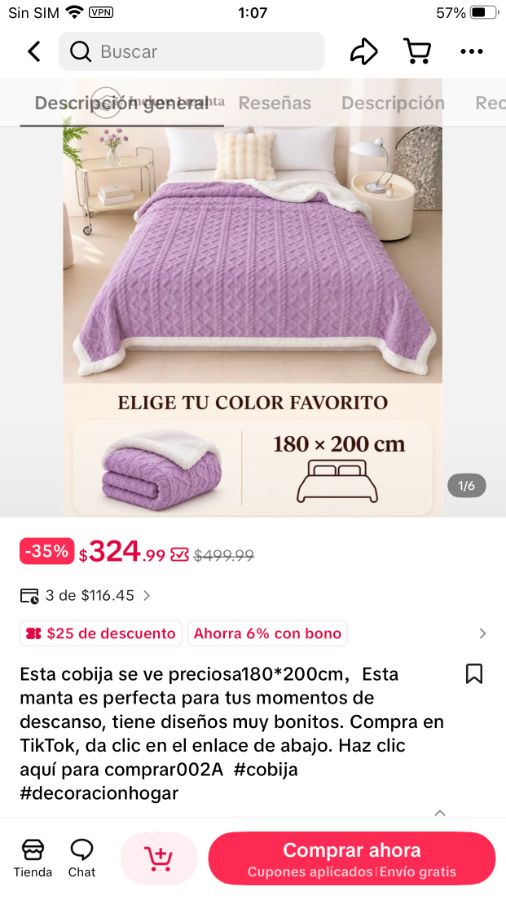 Sin SIM VPN 1:07 57%
Buscar
Descripción general Reseñas Descripción Rec
Incluye 1 manta
ELIGE TU COLOR FAVORITO
180 × 200 cm
1/6
-35% $324.99 $499.99
3 de $116.45 >
$25 de descuento Ahorra 6% con bono >
Esta cobija se ve preciosa180*200cm，Esta
manta es perfecta para tus momentos de
descanso, tiene diseños muy bonitos. Compra en
TikTok, da clic en el enlace de abajo. Haz clic
aquí para comprar002A #cobija
#decoracionhogar
Tienda Chat
Comprar ahora
Cupones aplicados | Envío gratis